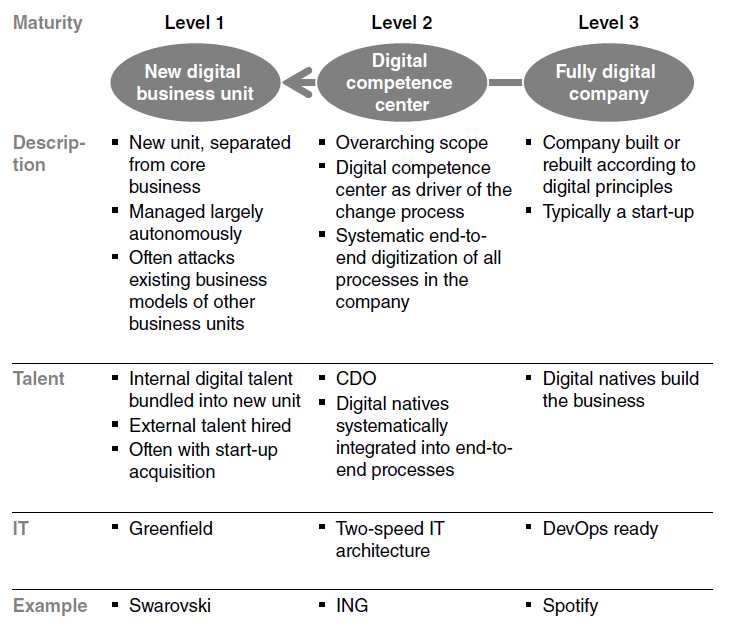 Maturity
Level 1
Level 2
Level 3
New digital
business unit
Digital
competence
center
Fully digital
company
Descrip-
tion
▪ New unit, separated
from core
business
▪ Managed largely
autonomously
▪ Often attacks
existing business
models of other
business units
▪ Overarching scope
▪ Digital competence
center as driver of the
change process
▪ Systematic end-to-
end digitization of all
processes in the
company
▪ Company built or
rebuilt according to
digital principles
▪ Typically a start-up
Talent
▪ Internal digital talent
bundled into new unit
▪ External talent hired
▪ Often with start-up
acquisition
▪ CDO
▪ Digital natives
systematically
integrated into end-to-
end processes
▪ Digital natives build
the business
IT
▪ Greenfield
▪ Two-speed IT
architecture
▪ DevOps ready
Example
▪ Swarovski
▪ ING
▪ Spotify